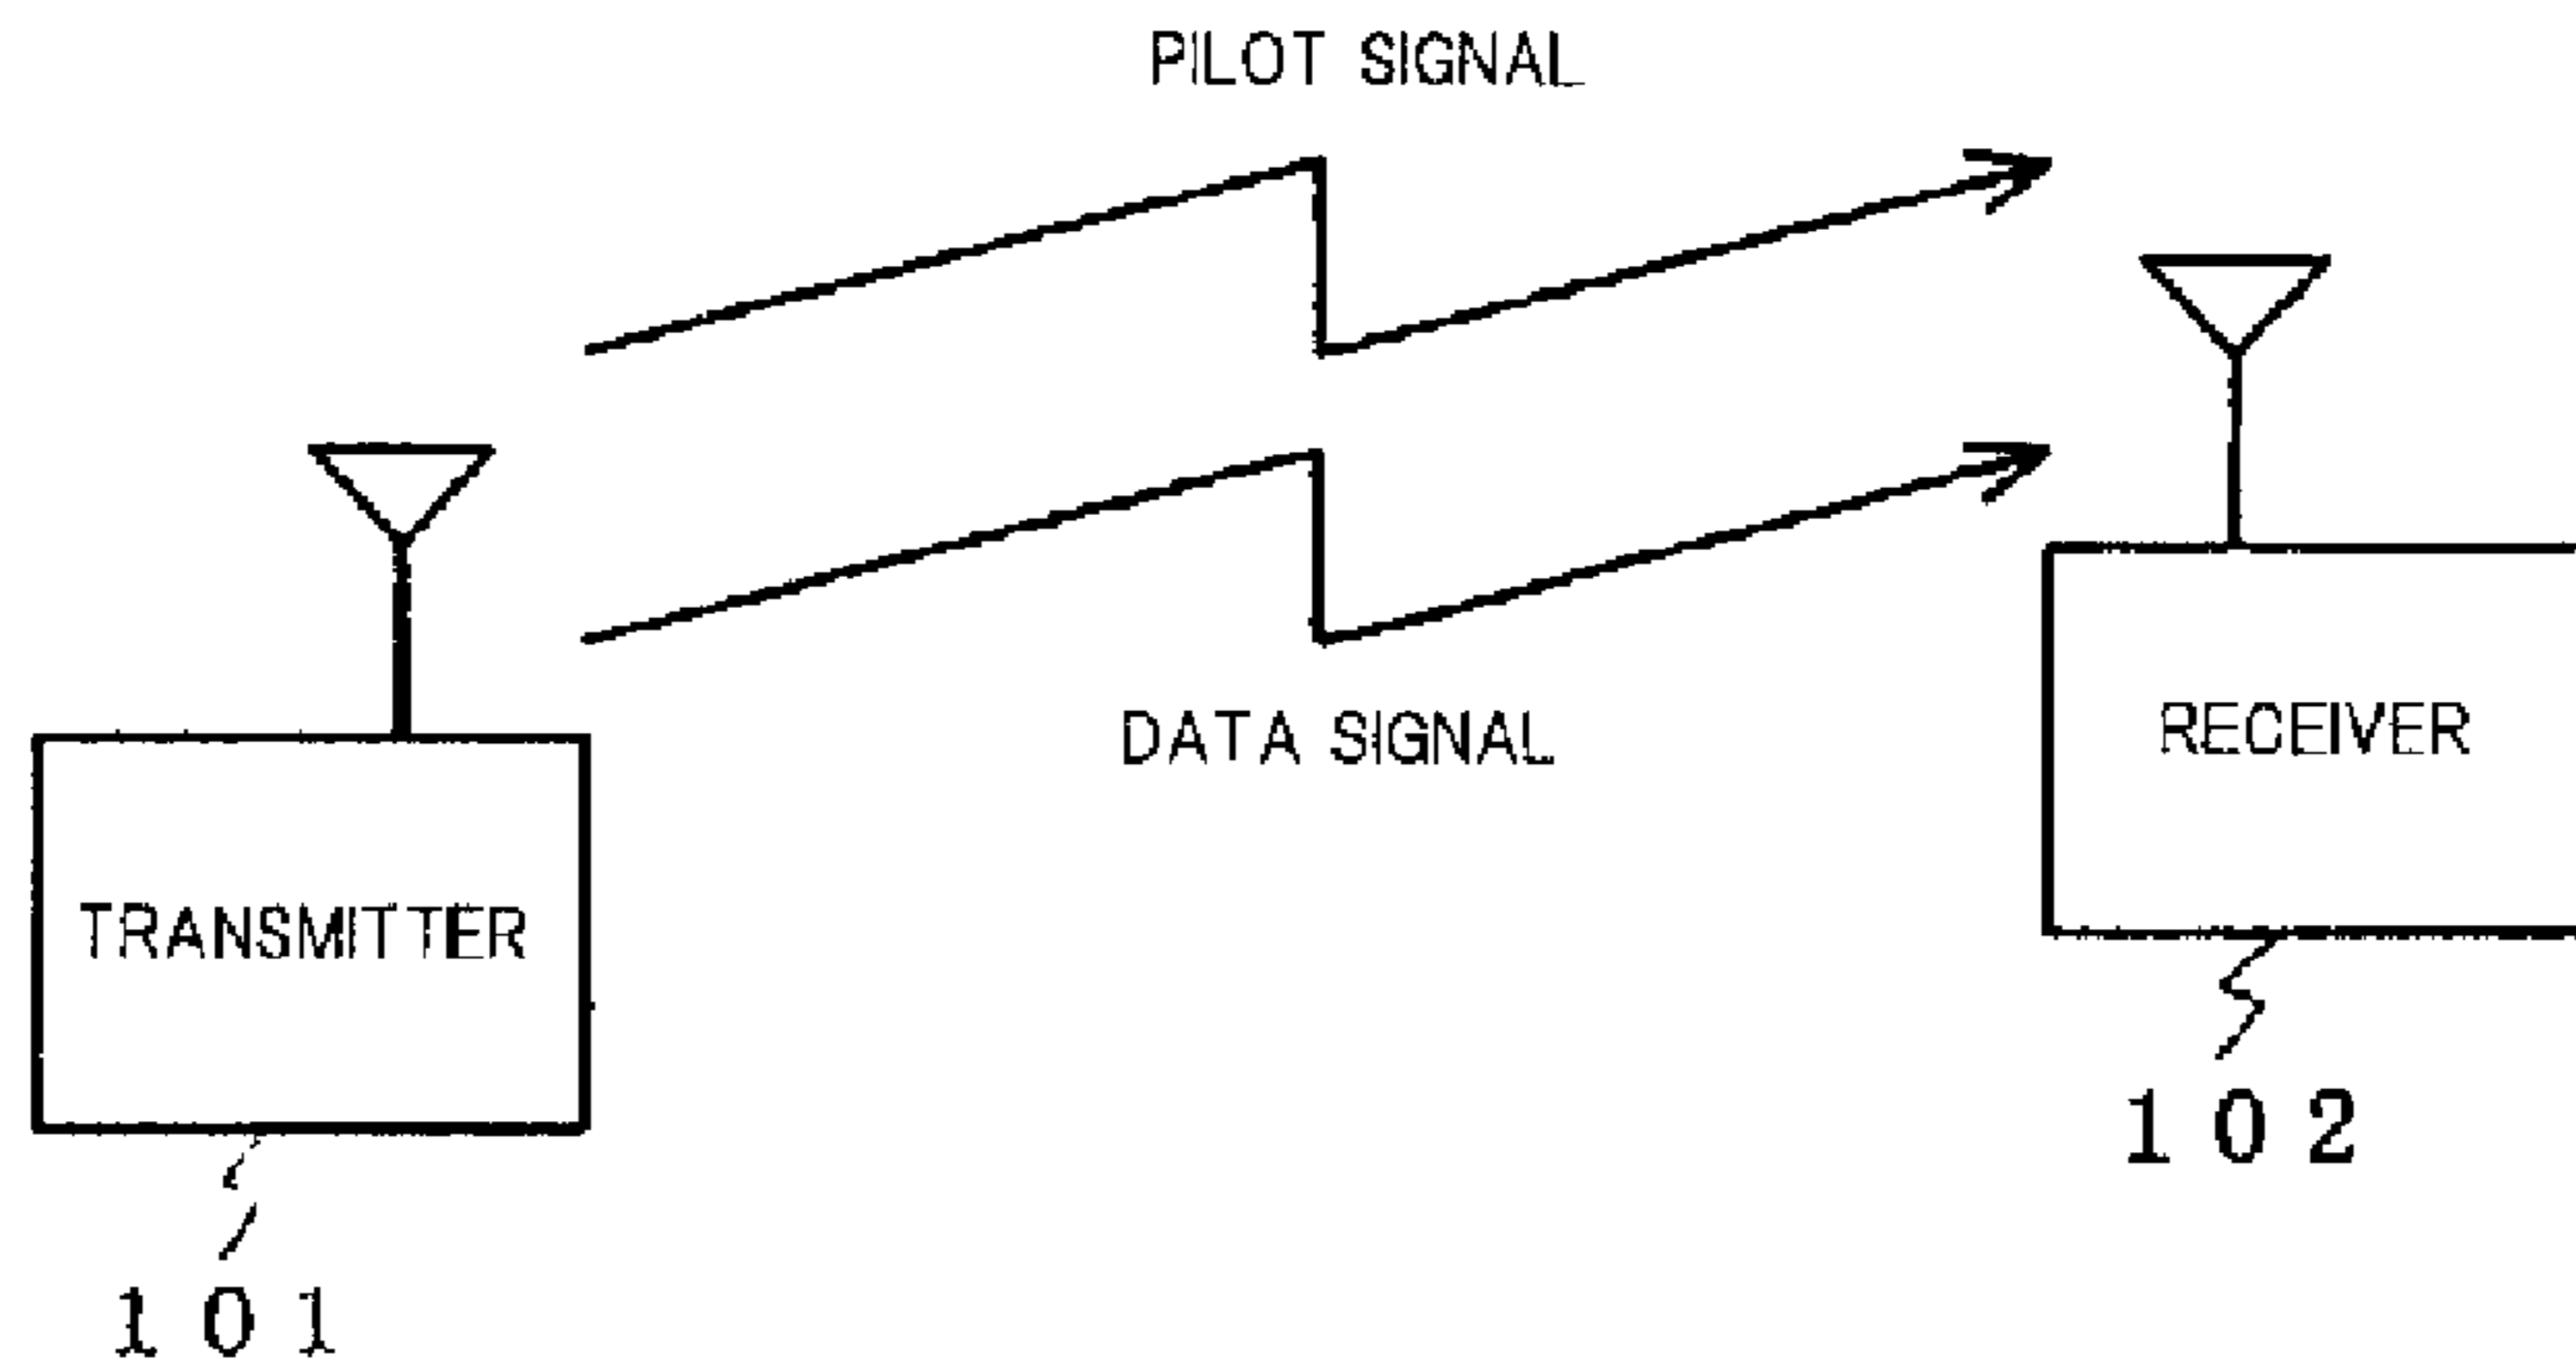 PILOT SIGNAL
DATA SIGNAL
RECEIVER
TRANSMITTER
102
101